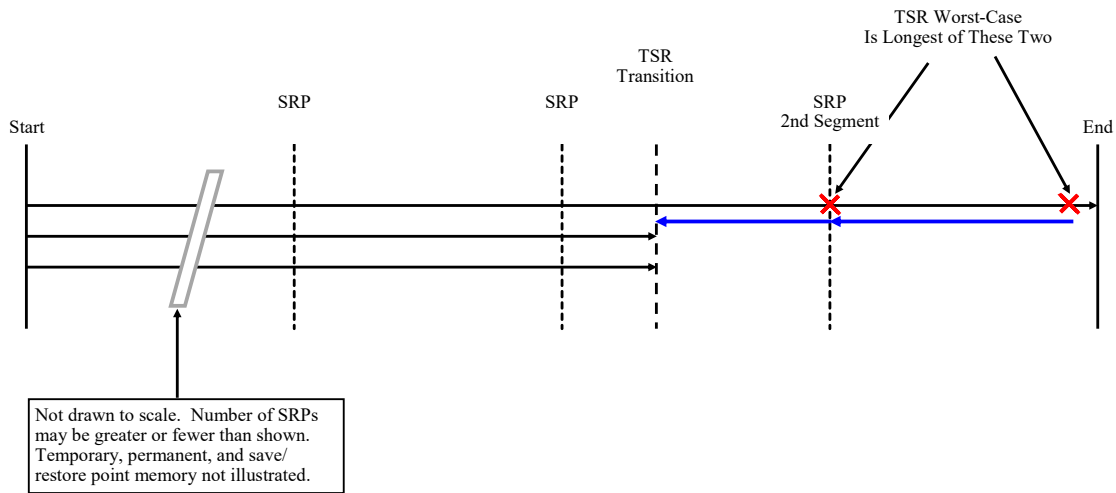 TSR Worst-Case
Is Longest of These Two
TSR
Transition
SRP
SRP
SRP
2nd Segment
Start
End
Not drawn to scale.  Number of SRPs
may be greater or fewer than shown.
Temporary, permanent, and save/
restore point memory not illustrated.